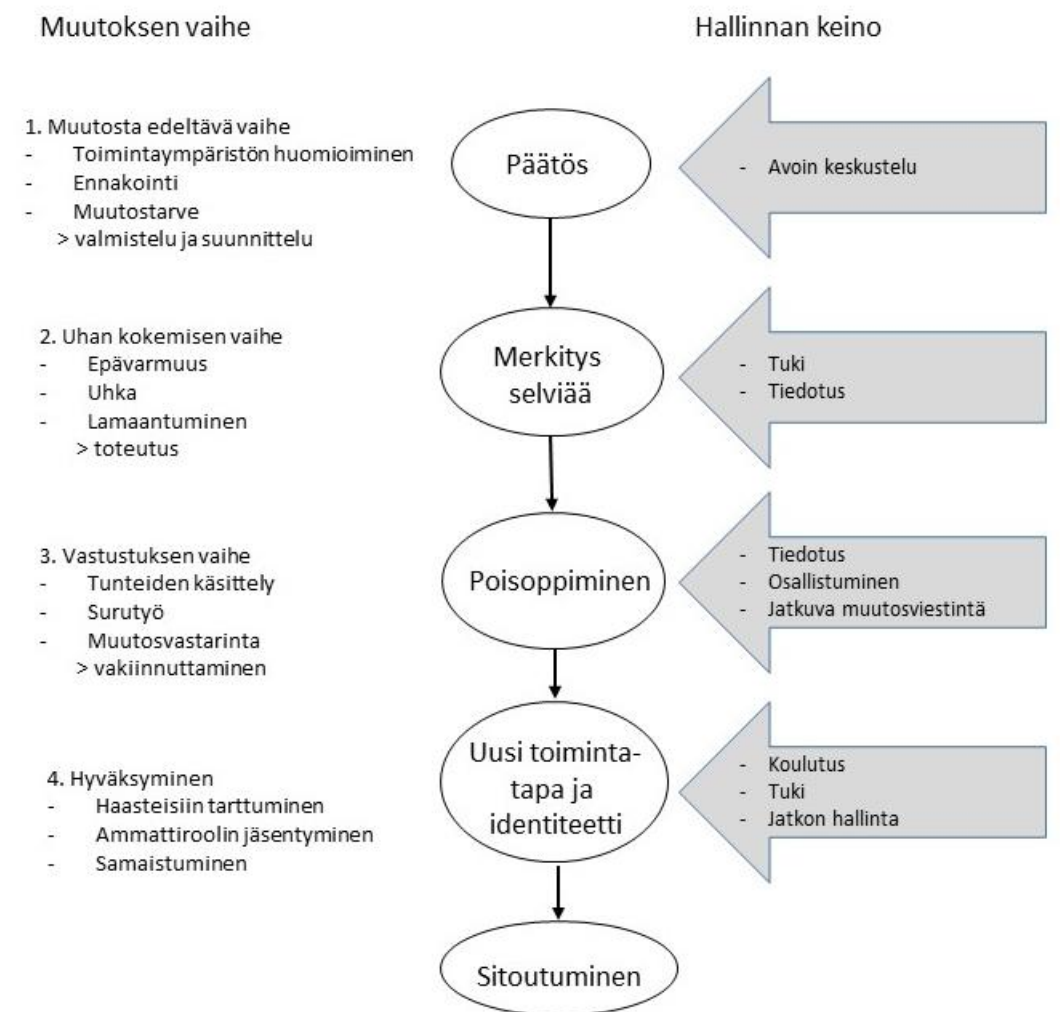 Muutoksen vaihe
Hallinnan keino
1. Muutosta edeltävä vaihe
- Toimintaympäristön huomioiminen
- Ennakointi
- Muutostarve
> valmistelu ja suunnittelu
Päätös
- Avoin keskustelu
2. Uhan kokemisen vaihe
- Epävarmuus
- Uhka
- Lamaantuminen
> toteutus
Merkitys
selviää
- Tuki
- Tiedotus
3. Vastustuksen vaihe
- Tunteiden käsittely
- Surutyö
- Muutosvastarinta
> vakiinnuttaminen
Poisoppiminen
- Tiedotus
- Osallistuminen
- Jatkuva muutosviestintä
4. Hyväksyminen
- Haasteisiin tarttuminen
- Ammattiroolin jäsentyminen
- Samaistuminen
Uusi toiminta-
tapa ja
identiteetti
- Koulutus
- Tuki
- Jatkon hallinta
Sitoutuminen